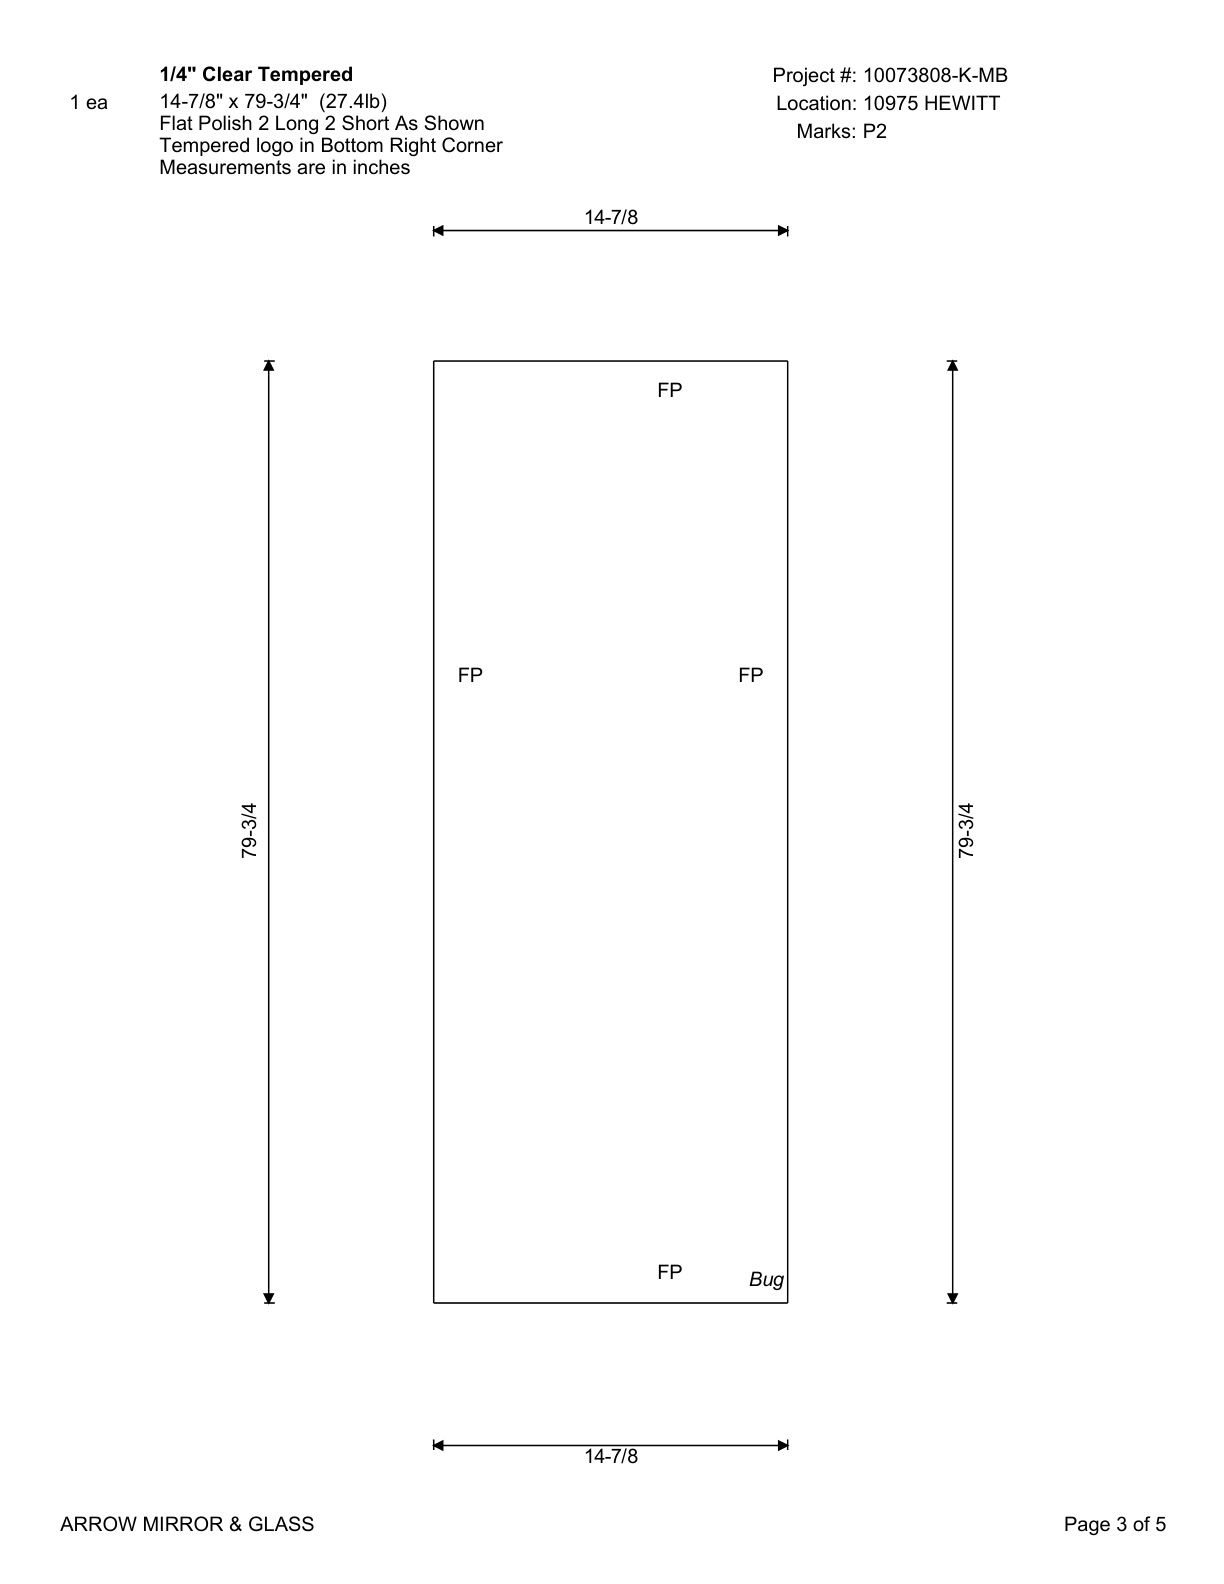 1/4" Clear Tempered
1 ea
14-7/8" x 79-3/4"  (27.4lb)
Flat Polish 2 Long 2 Short As Shown
Tempered logo in Bottom Right Corner
Measurements are in inches
Project #: 10073808-K-MB
Location: 10975 HEWITT
Marks: P2
14-7/8
FP
FP
FP
79-3/4
79-3/4
FP
Bug
14-7/8
ARROW MIRROR & GLASS
Page 3 of 5